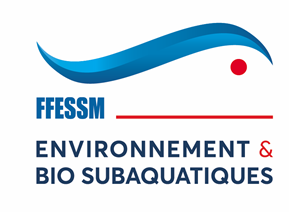 FFESSM
ENVIRONNEMENT &
BIO SUBAQUATIQUES